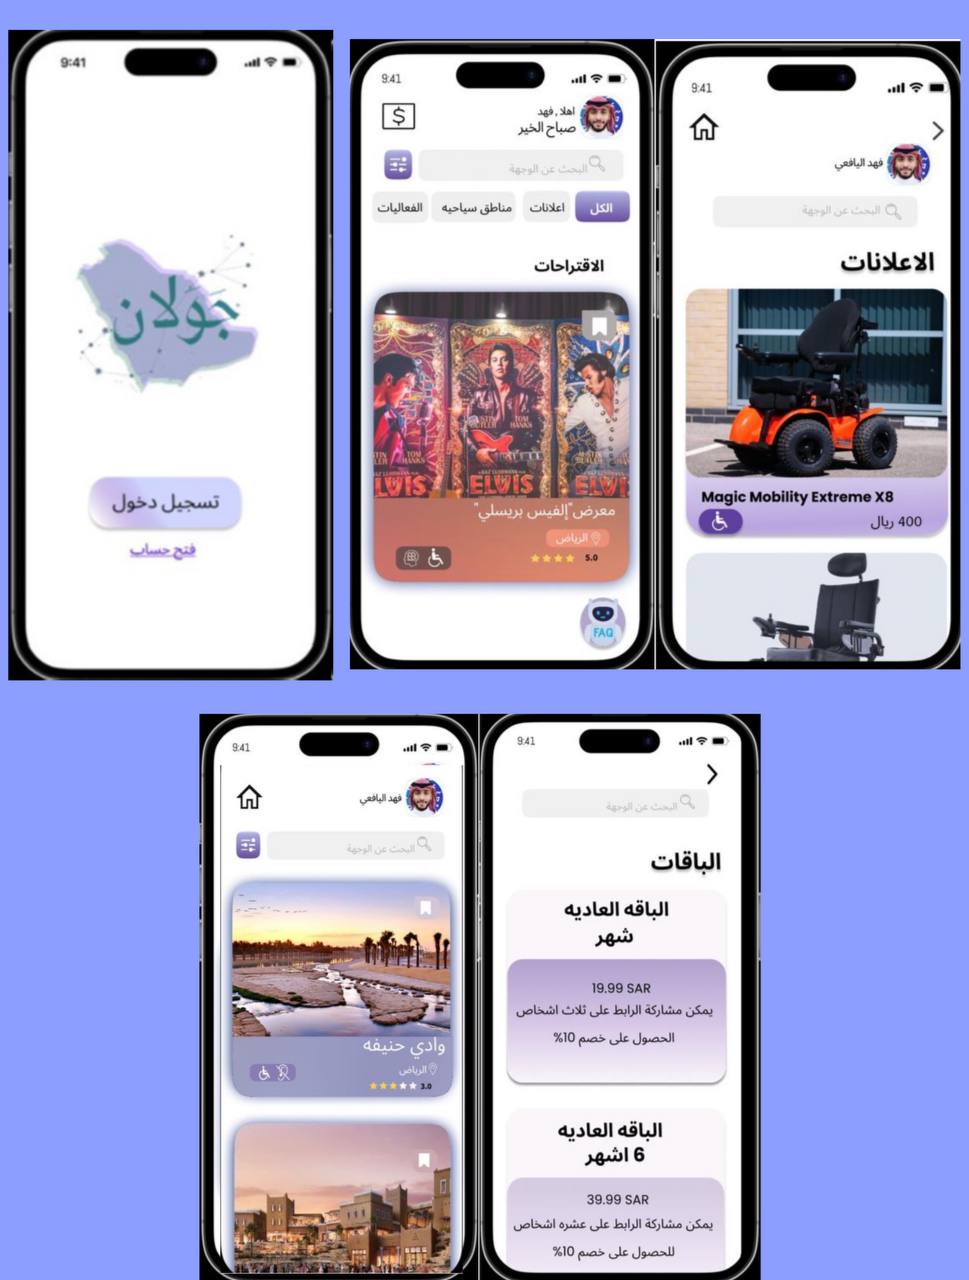 9:41
جَوَلان
تسجيل دخول
فتح حساب
9:41
اهلا , فهد
صباح الخير
$
البحث عن الوجهة
الكل
اعلانات
مناطق سياحيه
الفعاليات
الاقتراحات
AUSTIN BUTLER
TOM HANKS
ELVIS
ELVIS
ELVIS
معرض"إلفيس بريسلي"
الرياض
5.0
FAQ
9:41
فهد اليافعي
البحث عن الوجهة
الاعلانات
Magic Mobility Extreme X8
400 ريال
9:41
فهد اليافعي
البحث عن الوجهة
وادي حنيفه
الرياض
3.0
9:41
البحث عن الوجهة
الباقات
الباقه العاديه
شهر
19.99 SAR
يمكن مشاركة الرابط على ثلاث اشخاص
الحصول على خصم 10%
الباقه العاديه
6 اشهر
39.99 SAR
يمكن مشاركة الرابط على عشره اشخاص
للحصول على خصم 10%